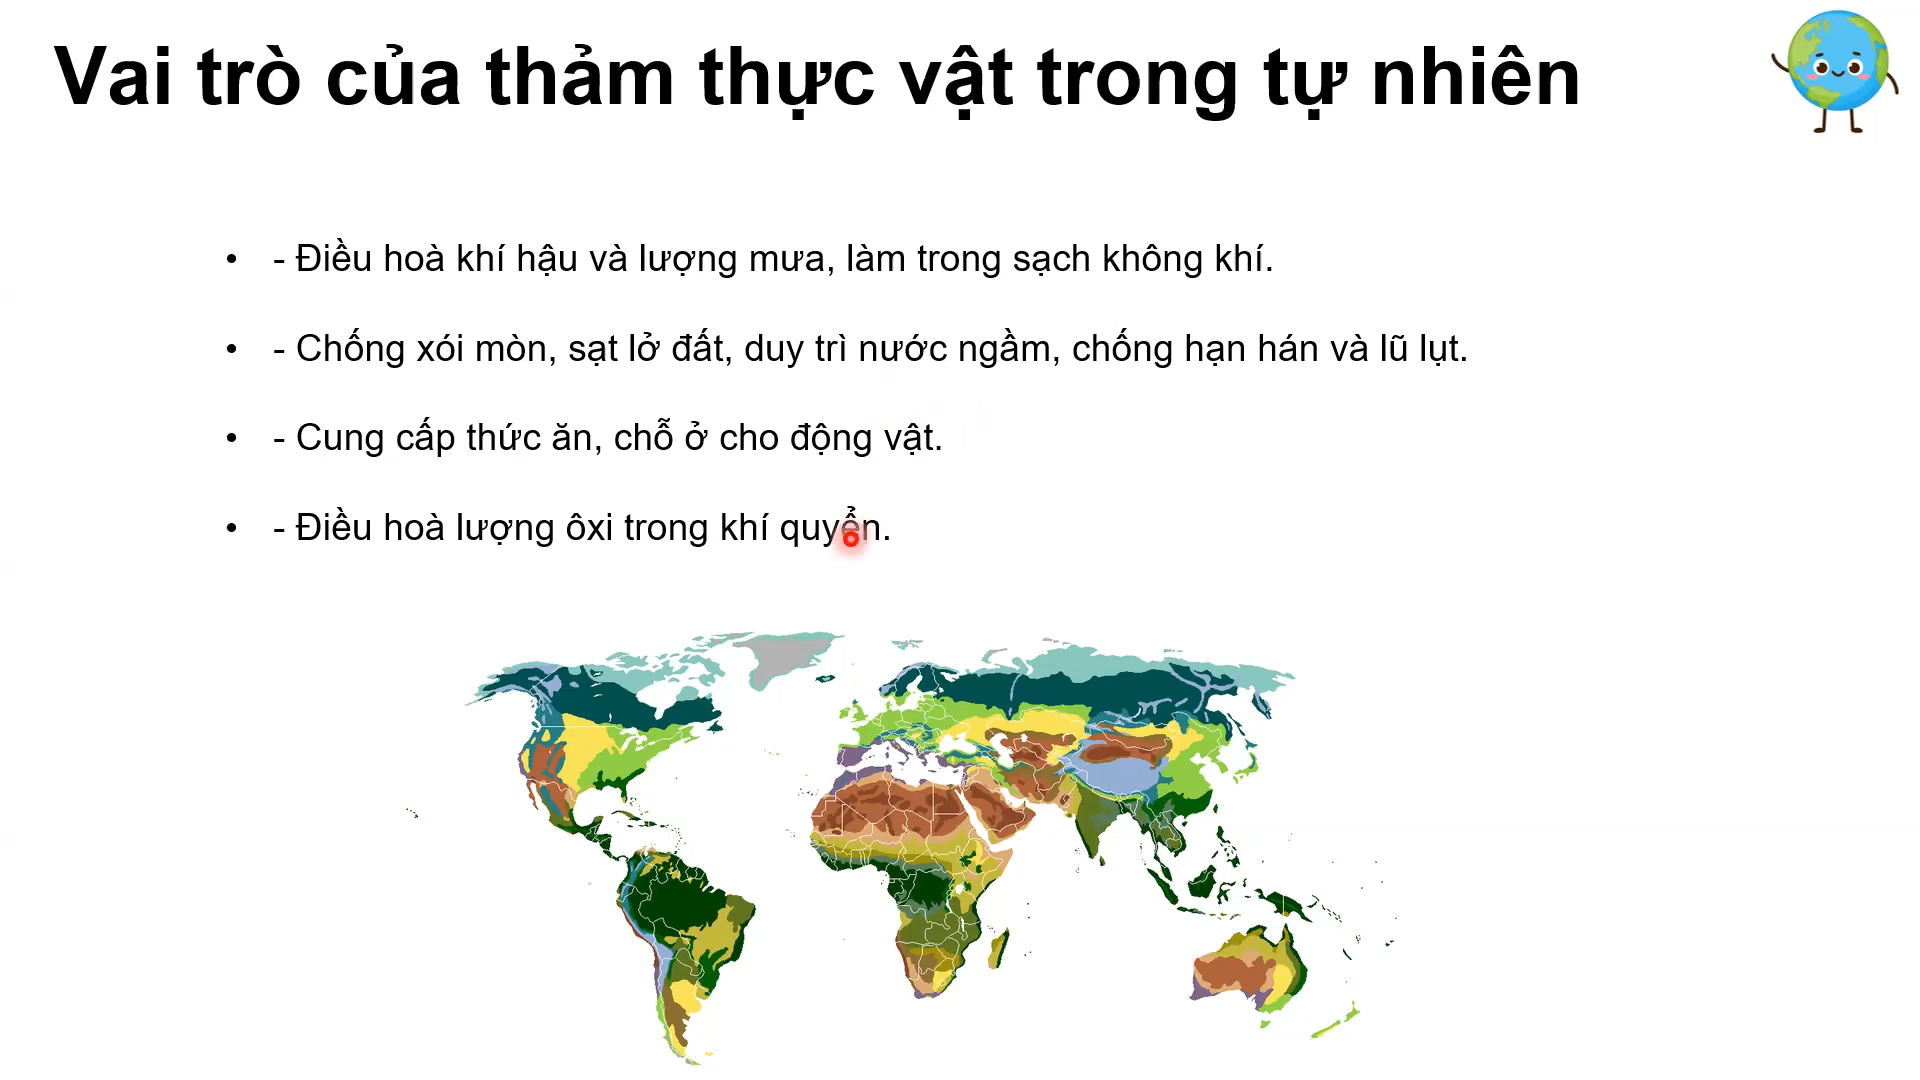 Vai trò của thảm thực vật trong tự nhiên
• - Điều hoà khí hậu và lượng mưa, làm trong sạch không khí.
• - Chống xói mòn, sạt lở đất, duy trì nước ngầm, chống hạn hán và lũ lụt.
• - Cung cấp thức ăn, chỗ ở cho động vật.
• - Điều hoà lượng ôxi trong khí quyển.